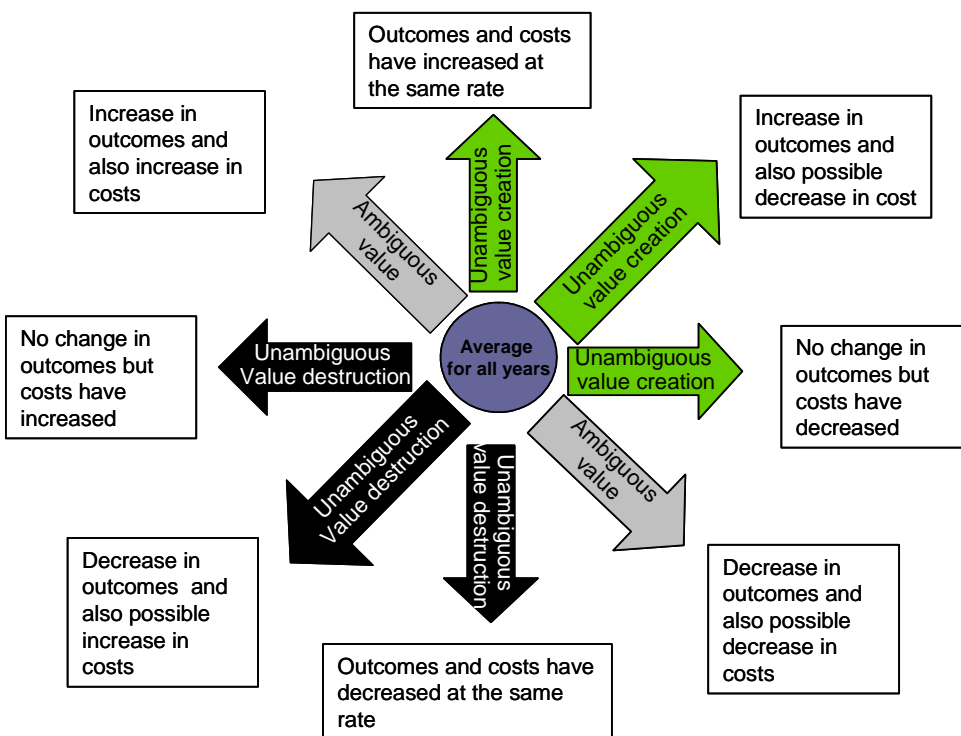 Outcomes and costs
have increased at
the same rate
Increase in
outcomes and
also increase in
costs
Increase in
outcomes and
also possible
decrease in cost
Ambiguous
value
Unambiguous
value creation
Unambiguous
value creation
No change in
outcomes but
costs have
increased
Unambiguous
Value destruction
Average
for all years
Unambiguous
value creation
No change in
outcomes but
costs have
decreased
Unambiguous
Value destruction
Unambiguous
value destruction
Ambiguous
value
Decrease in
outcomes and
also possible
increase in
costs
Outcomes and costs have
decreased at the same
rate
Decrease in
outcomes and
also possible
decrease in
costs